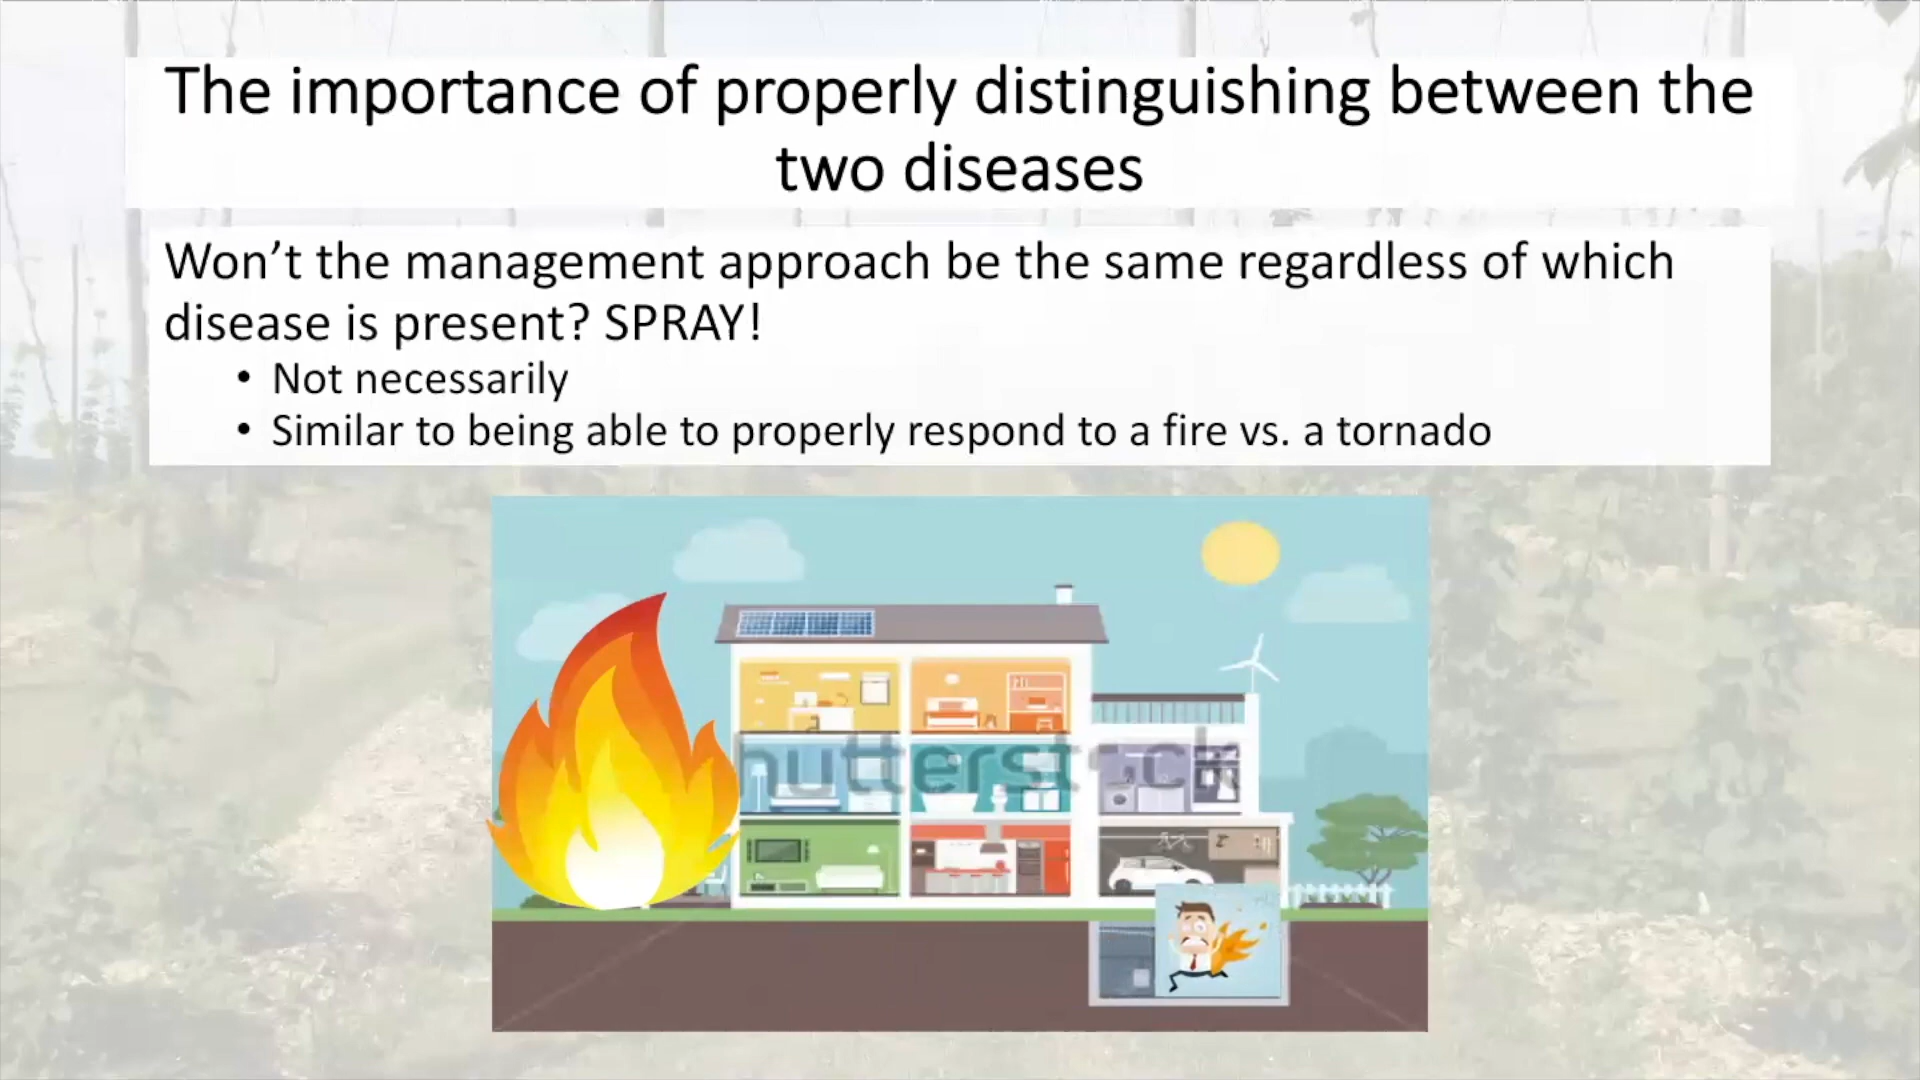 The importance of properly distinguishing between the
two diseases
Won't the management approach be the same regardless of which
disease is present? SPRAY!
• Not necessarily
• Similar to being able to properly respond to a fire vs. a tornado
hutterstock